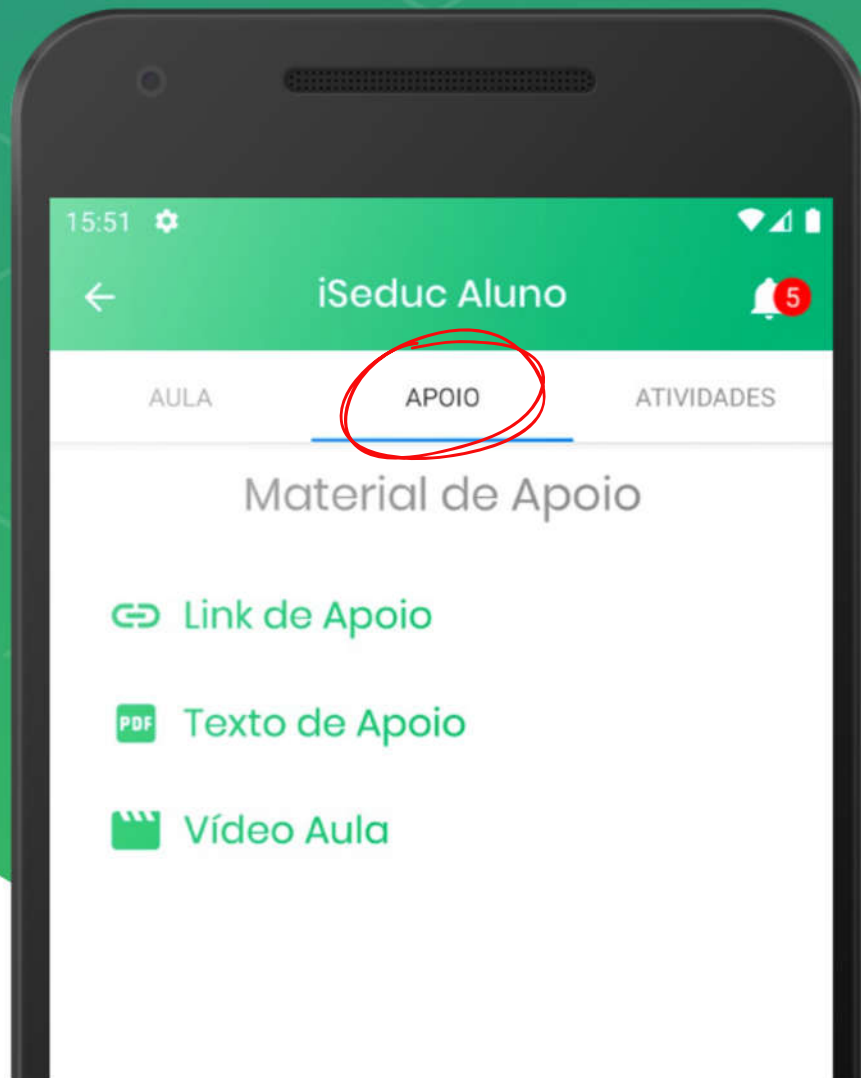 15:51
iSeduc Aluno
5
AULA APOIO ATIVIDADES
Material de Apoio
Link de Apoio
PDF Texto de Apoio
Vídeo Aula